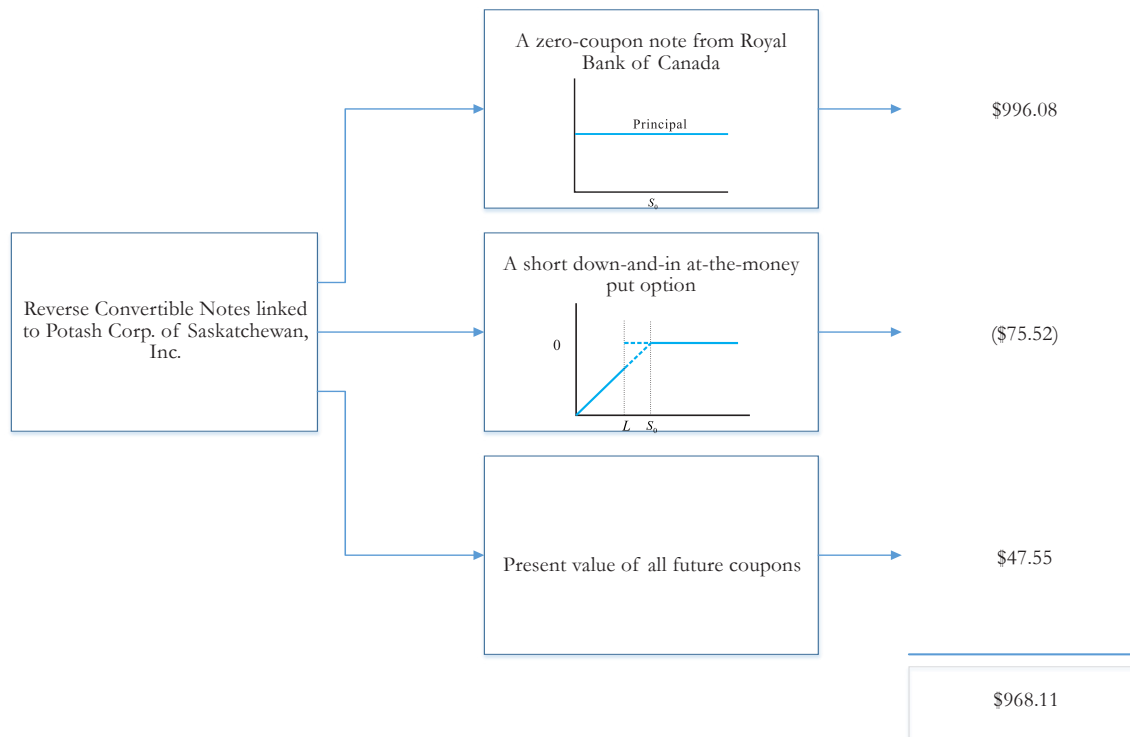 A zero-coupon note from Royal
Bank of Canada
Principal
S₀
$996.08
Reverse Convertible Notes linked
to Potash Corp. of Saskatchewan,
Inc.
A short down-and-in at-the-money
put option
0
L S₀
($75.52)
Present value of all future coupons
$47.55
$968.11